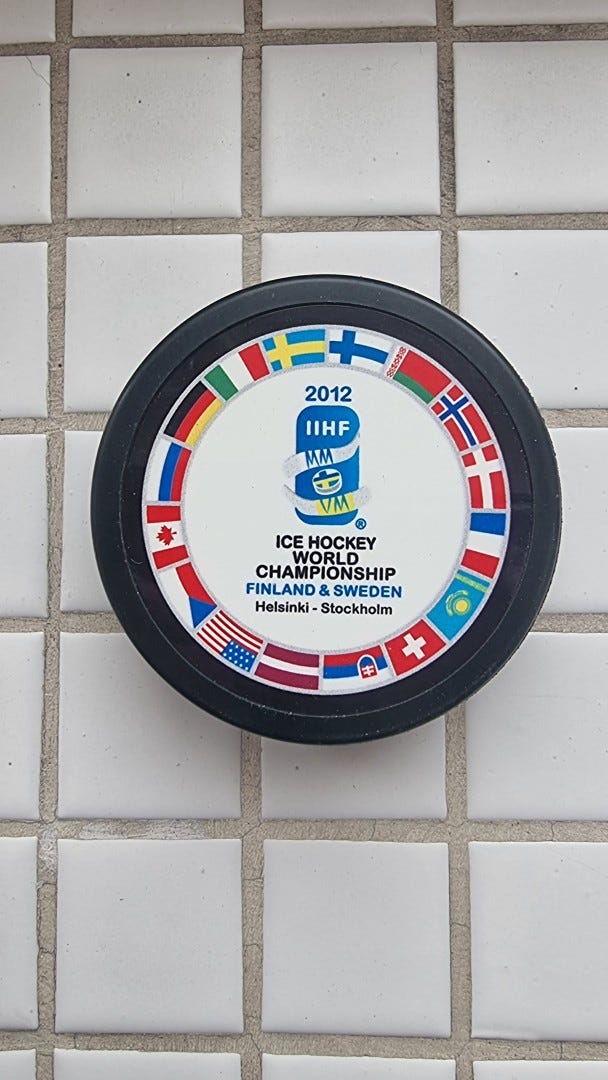 2012
IIHF
MM
VM
®
ICE HOCKEY
WORLD
CHAMPIONSHIP
FINLAND & SWEDEN
Helsinki - Stockholm